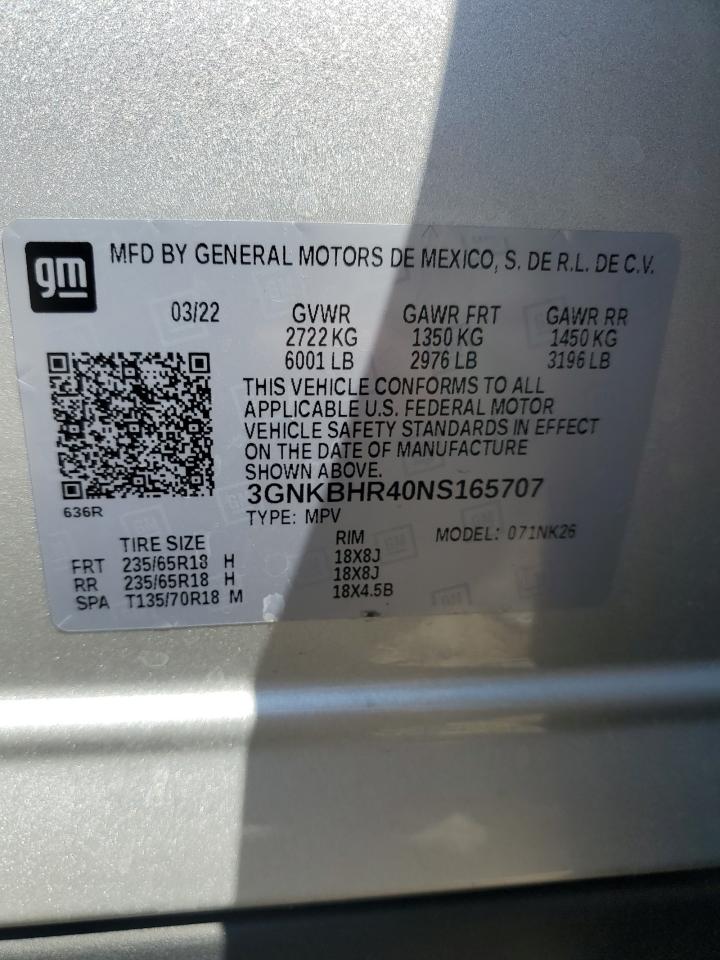 gm
MFD BY GENERAL MOTORS DE MEXICO, S. DE R.L. DE C.V.
03/22 GVWR GAWR FRT GAWR RR
2722 KG 1350 KG 1450 KG
6001 LB 2976 LB 3196 LB
THIS VEHICLE CONFORMS TO ALL
APPLICABLE U.S. FEDERAL MOTOR
VEHICLE SAFETY STANDARDS IN EFFECT
ON THE DATE OF MANUFACTURE
SHOWN ABOVE.
3GNKBHR40NS165707
636R
TYPE: MPV MODEL: 071NK26
TIRE SIZE RIM
FRT 235/65R18 H 18X8J
RR 235/65R18 H 18X8J
SPA T135/70R18 M 18X4.5B